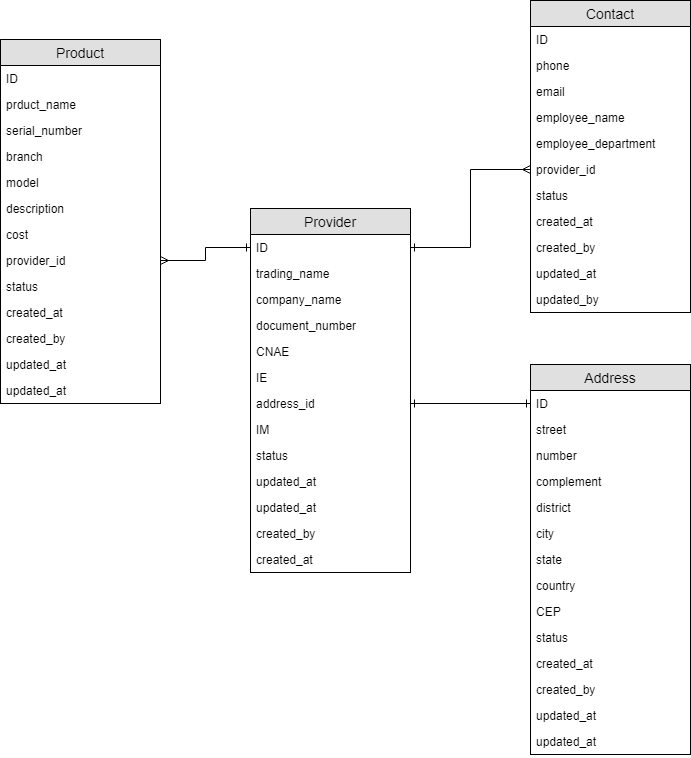 Product
ID
prduct_name
serial_number
branch
model
description
cost
provider_id
status
created_at
created_by
updated_at
updated_at
Provider
ID
trading_name
company_name
document_number
CNAE
IE
address_id
IM
status
updated_at
updated_at
created_by
created_at
Contact
ID
phone
email
employee_name
employee_department
provider_id
status
created_at
created_by
updated_at
updated_by
Address
ID
street
number
complement
district
city
state
country
CEP
status
created_at
created_by
updated_at
updated_at